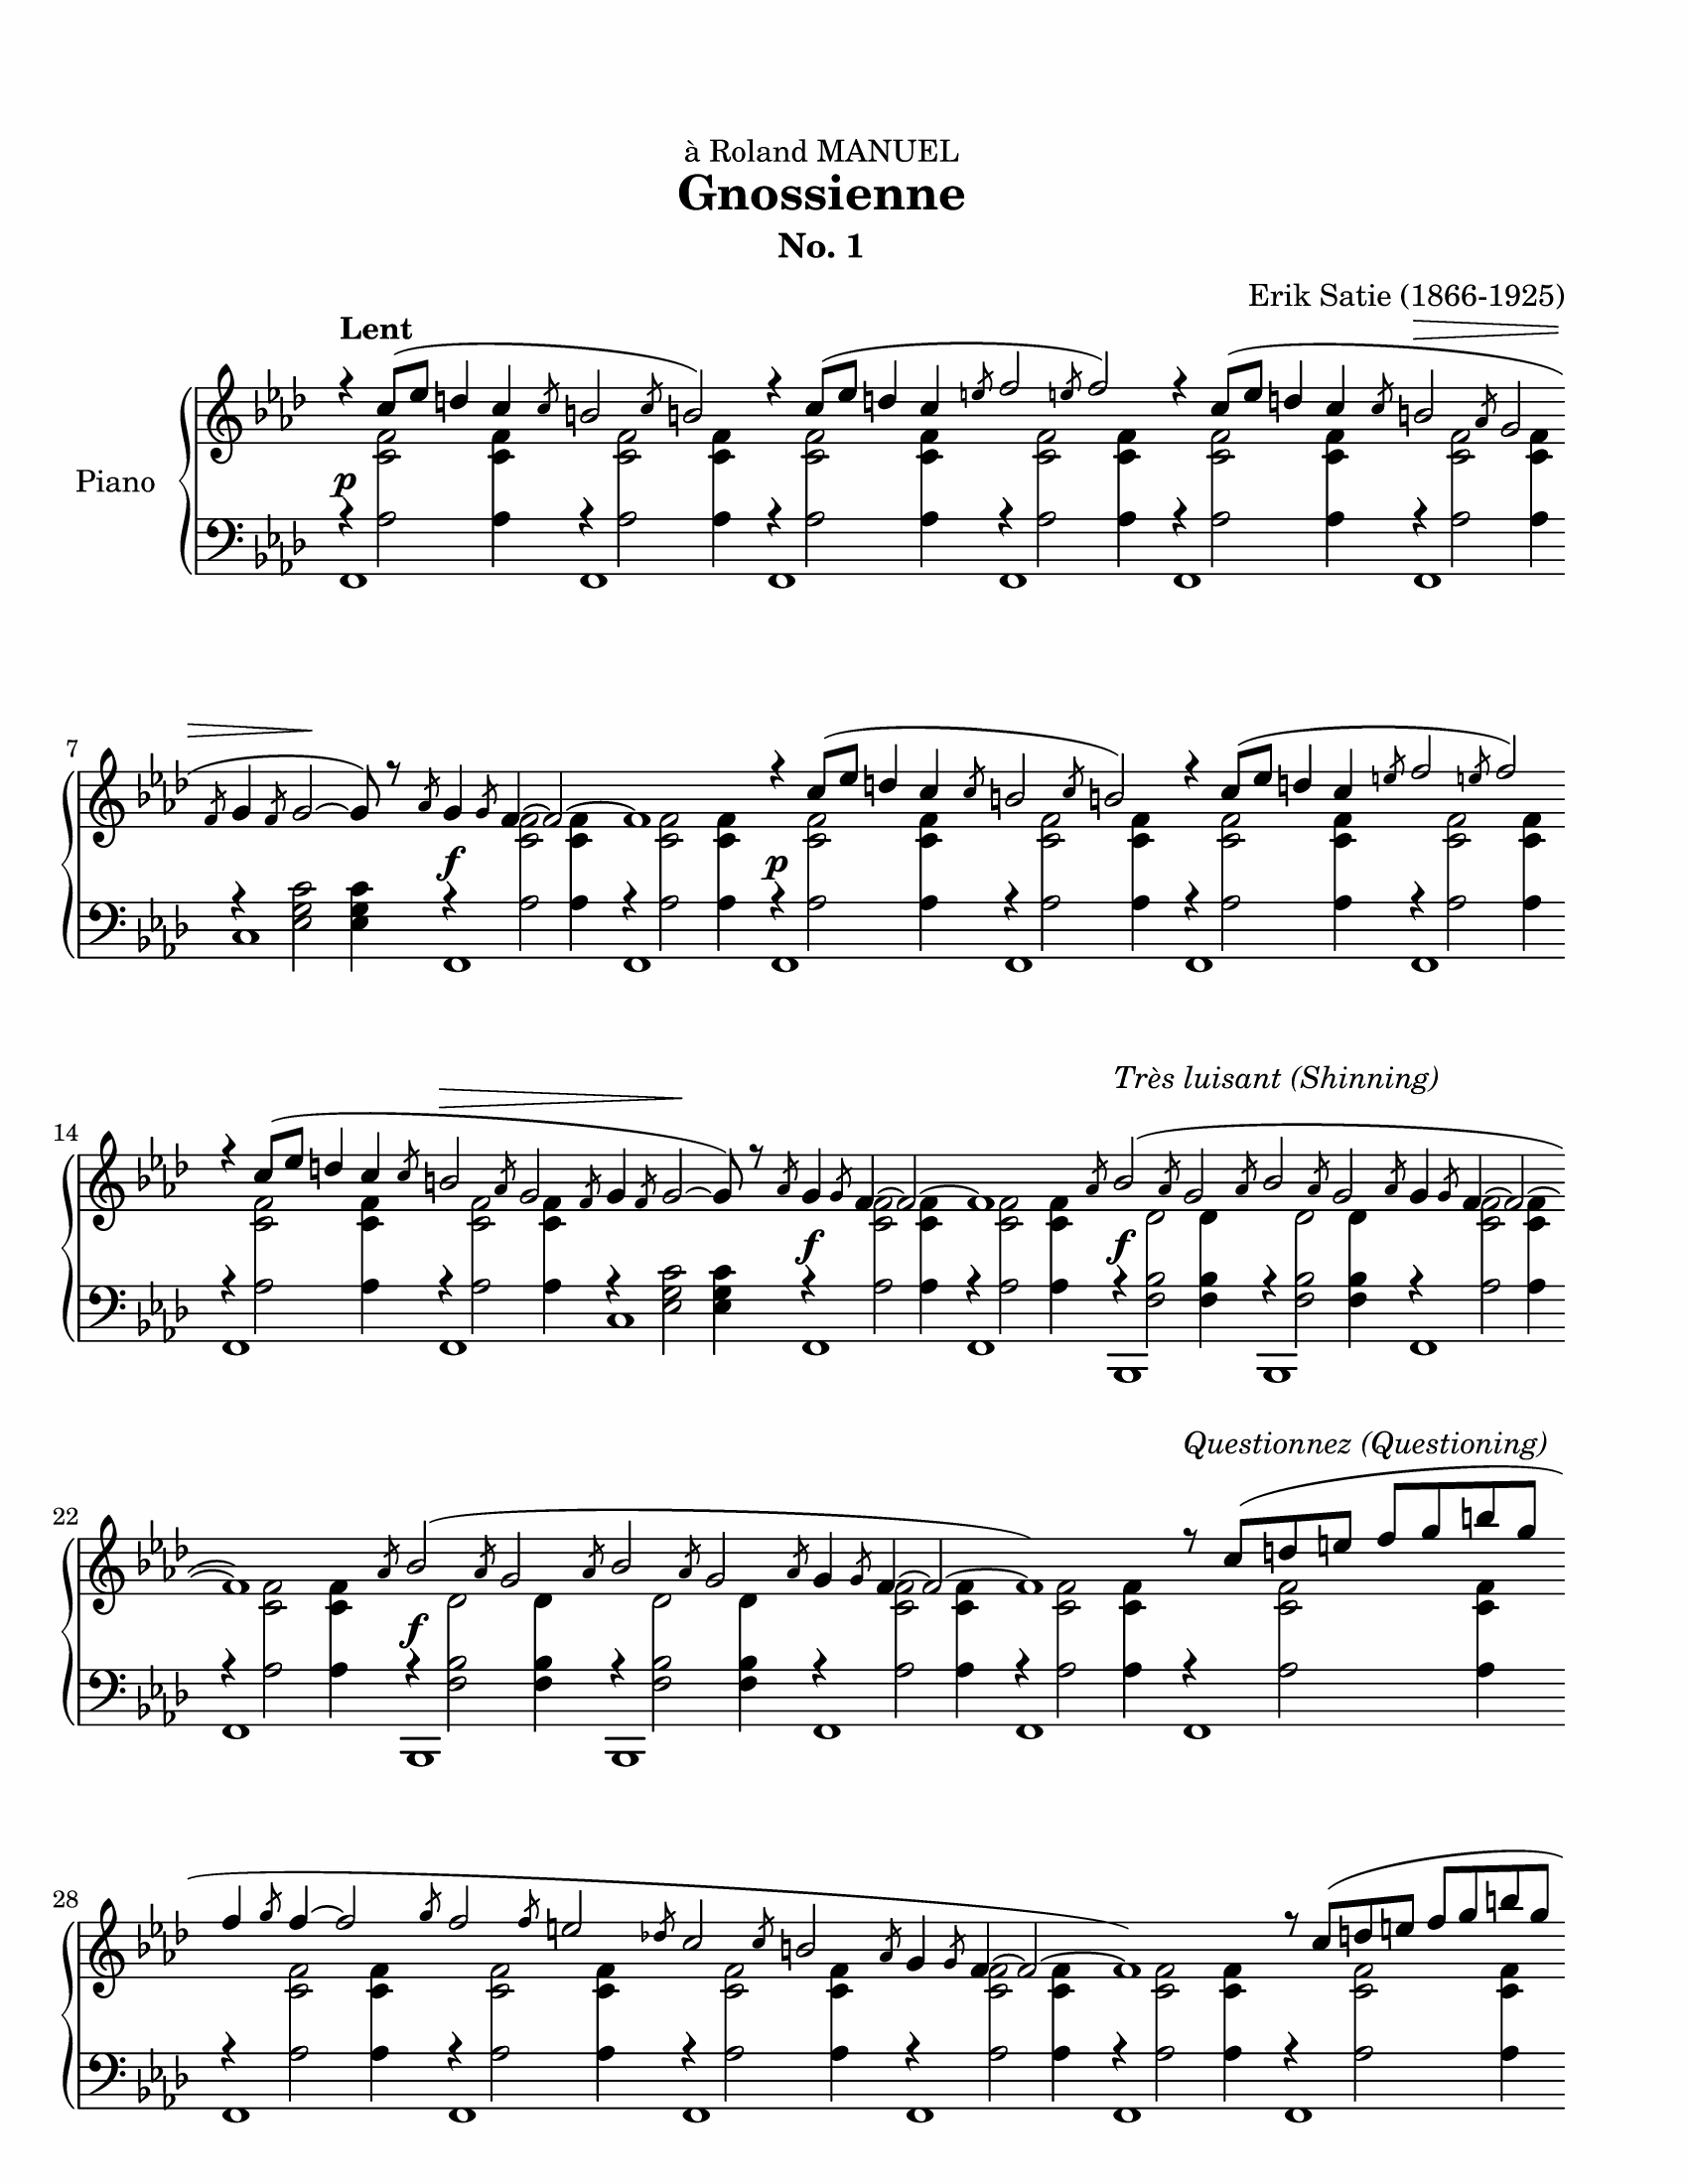 à Roland MANUEL
Gnossienne
No. 1
Erik Satie (1866-1925)
Lent
Piano
p
7
f
p
14
Très luisant (Shinning)
f
f
22
Questionnez (Questioning)
f
28